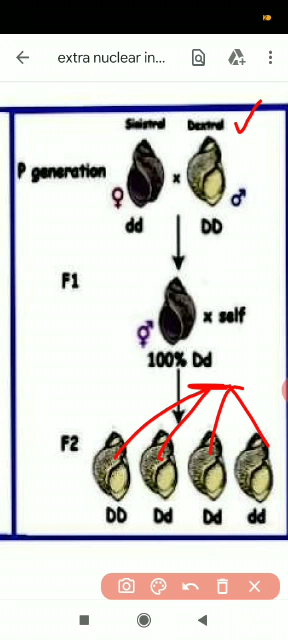 extra nuclear in...
Sinistral Dextral
P generation
x
♀ ♂
dd DD
F1
⚥ x self
100% Dd
F2
DD Dd Dd dd